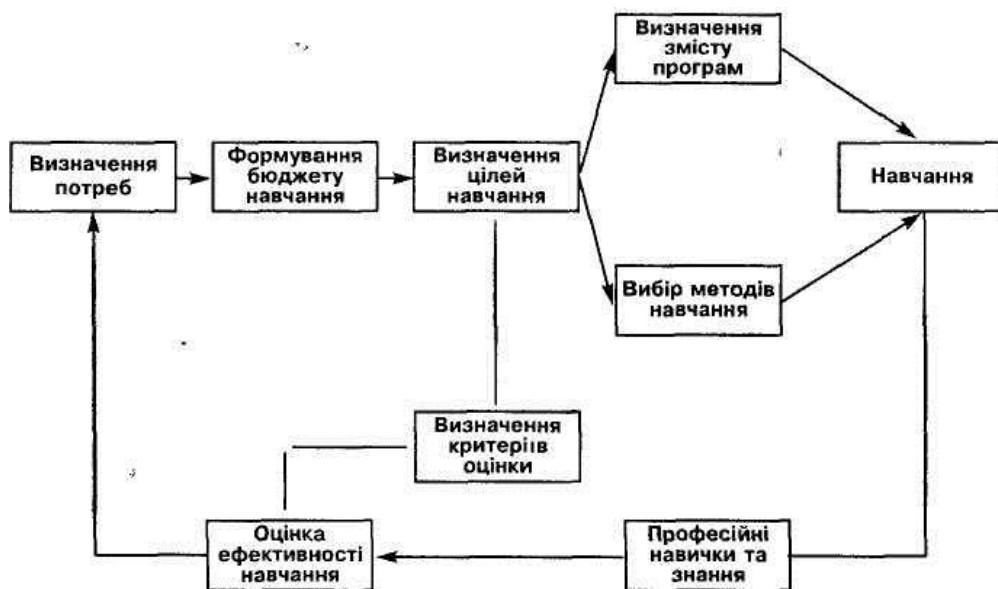 Визначення
змісту
програм
Визначення
потреб
Формування
бюджету
навчання
Визначення
цілей
навчання
Навчання
Вибір методів
навчання
Визначення
критеріїв
оцінки
Оцінка
ефективності
навчання
Професійні
навички та
знання